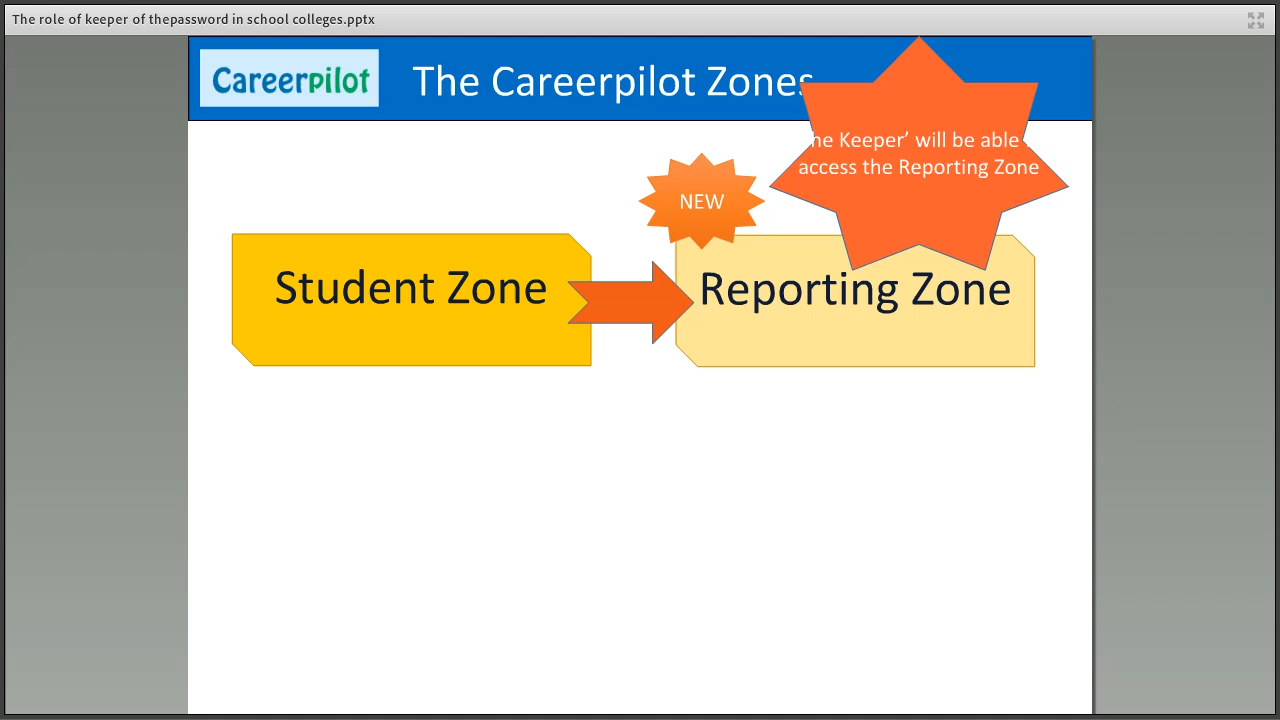 The role of keeper of thepassword in school colleges.pptx
Careerpilot
The Careerpilot Zones
he Keeper’ will be able
access the Reporting Zone
NEW
Student Zone
Reporting Zone